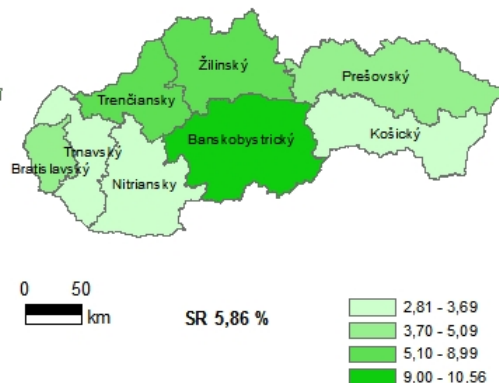 Žilinský
Prešovský
Trenčiansky
Banskobystrický
Košický
Trnavský
Bratislavský
Nitriansky
0 50
km
SR 5,86 %
2,81 - 3,69
3,70 - 5,09
5,10 - 8,99
9,00 - 10,56